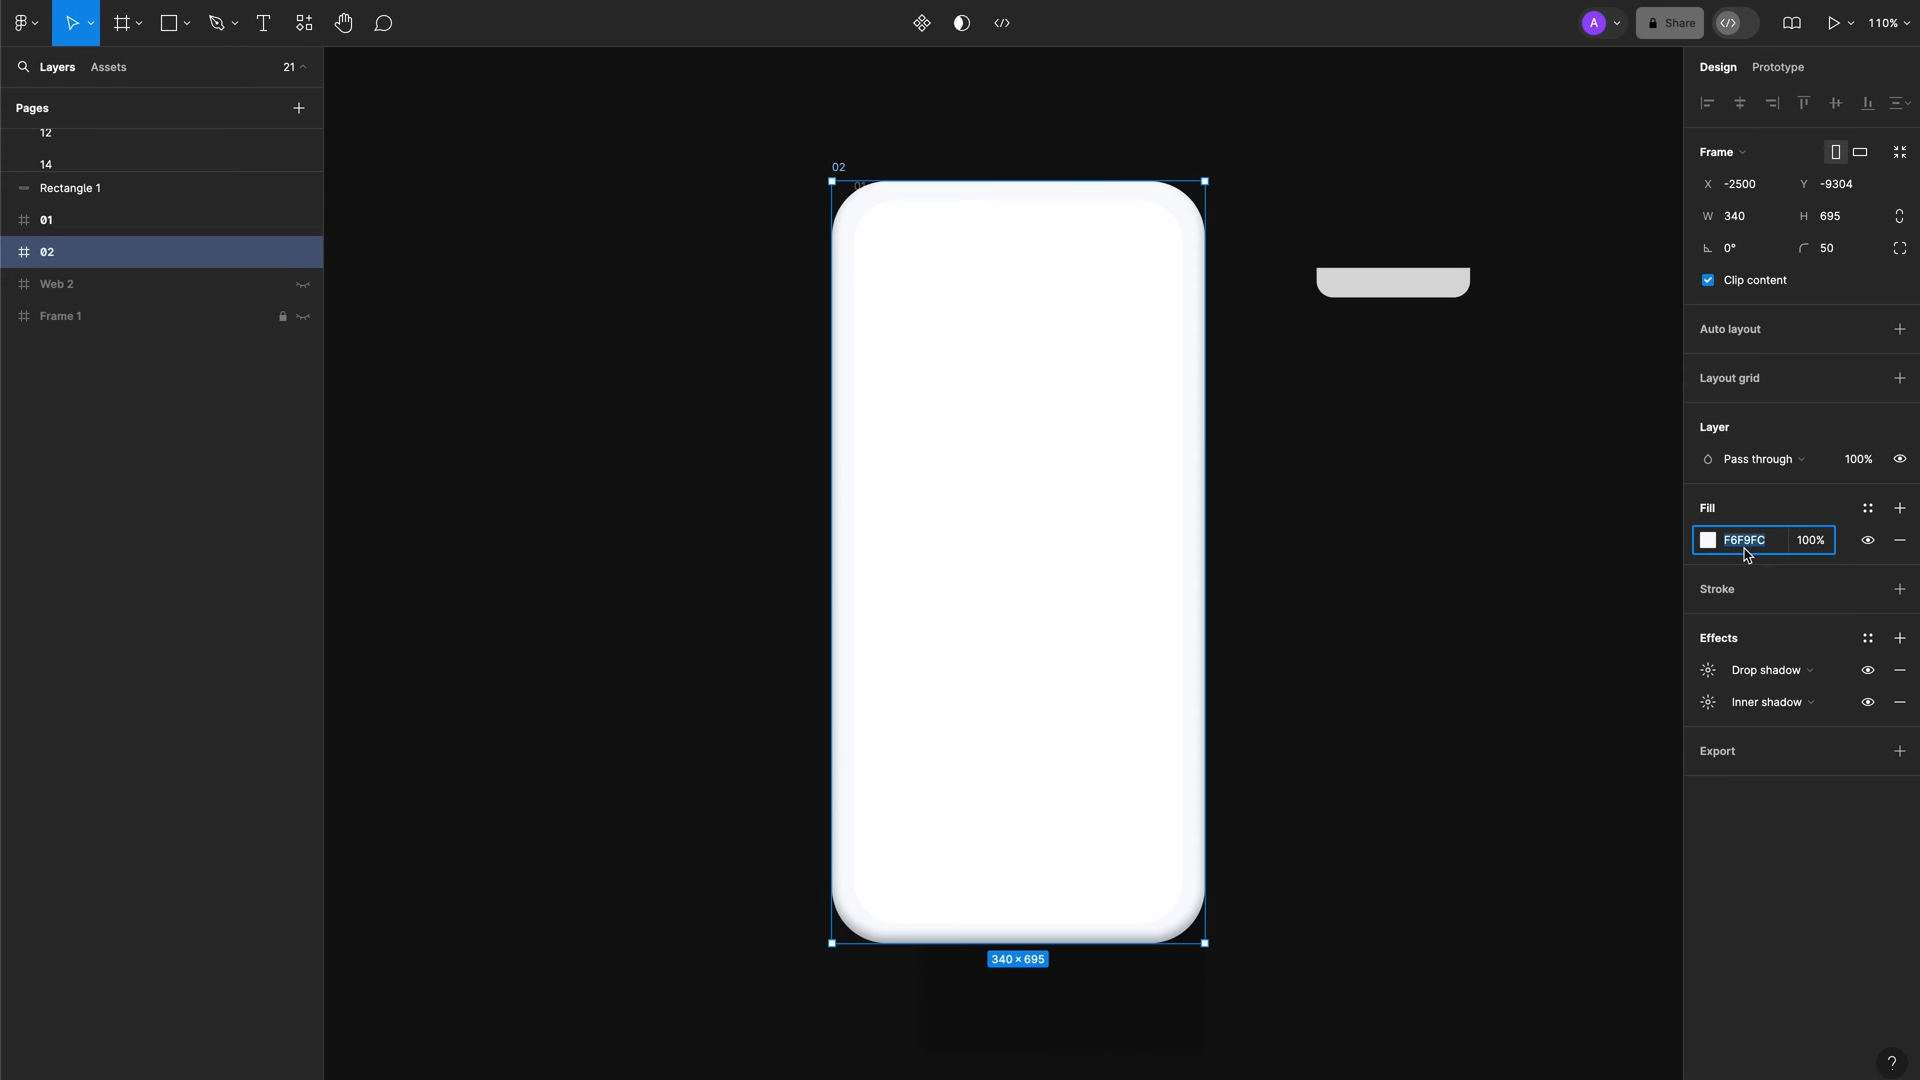 A
Share
110%
Layers
Assets
21
Pages
12
14
Rectangle 1
01
02
Web 2
Frame 1
02
340 × 695
Design
Prototype
Frame
X -2500
Y -9304
W 340
H 695
0°
50
Clip content
Auto layout
Layout grid
Layer
Pass through
100%
Fill
F6F9FC
100%
Stroke
Effects
Drop shadow
Inner shadow
Export
?